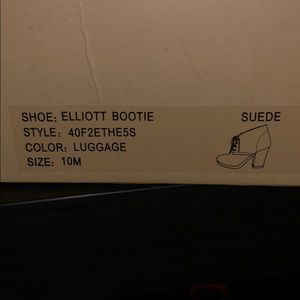 SHOE: ELLIOTT BOOTIE SUEDE
STYLE: 40F2ETHE5S
COLOR: LUGGAGE
SIZE: 10M